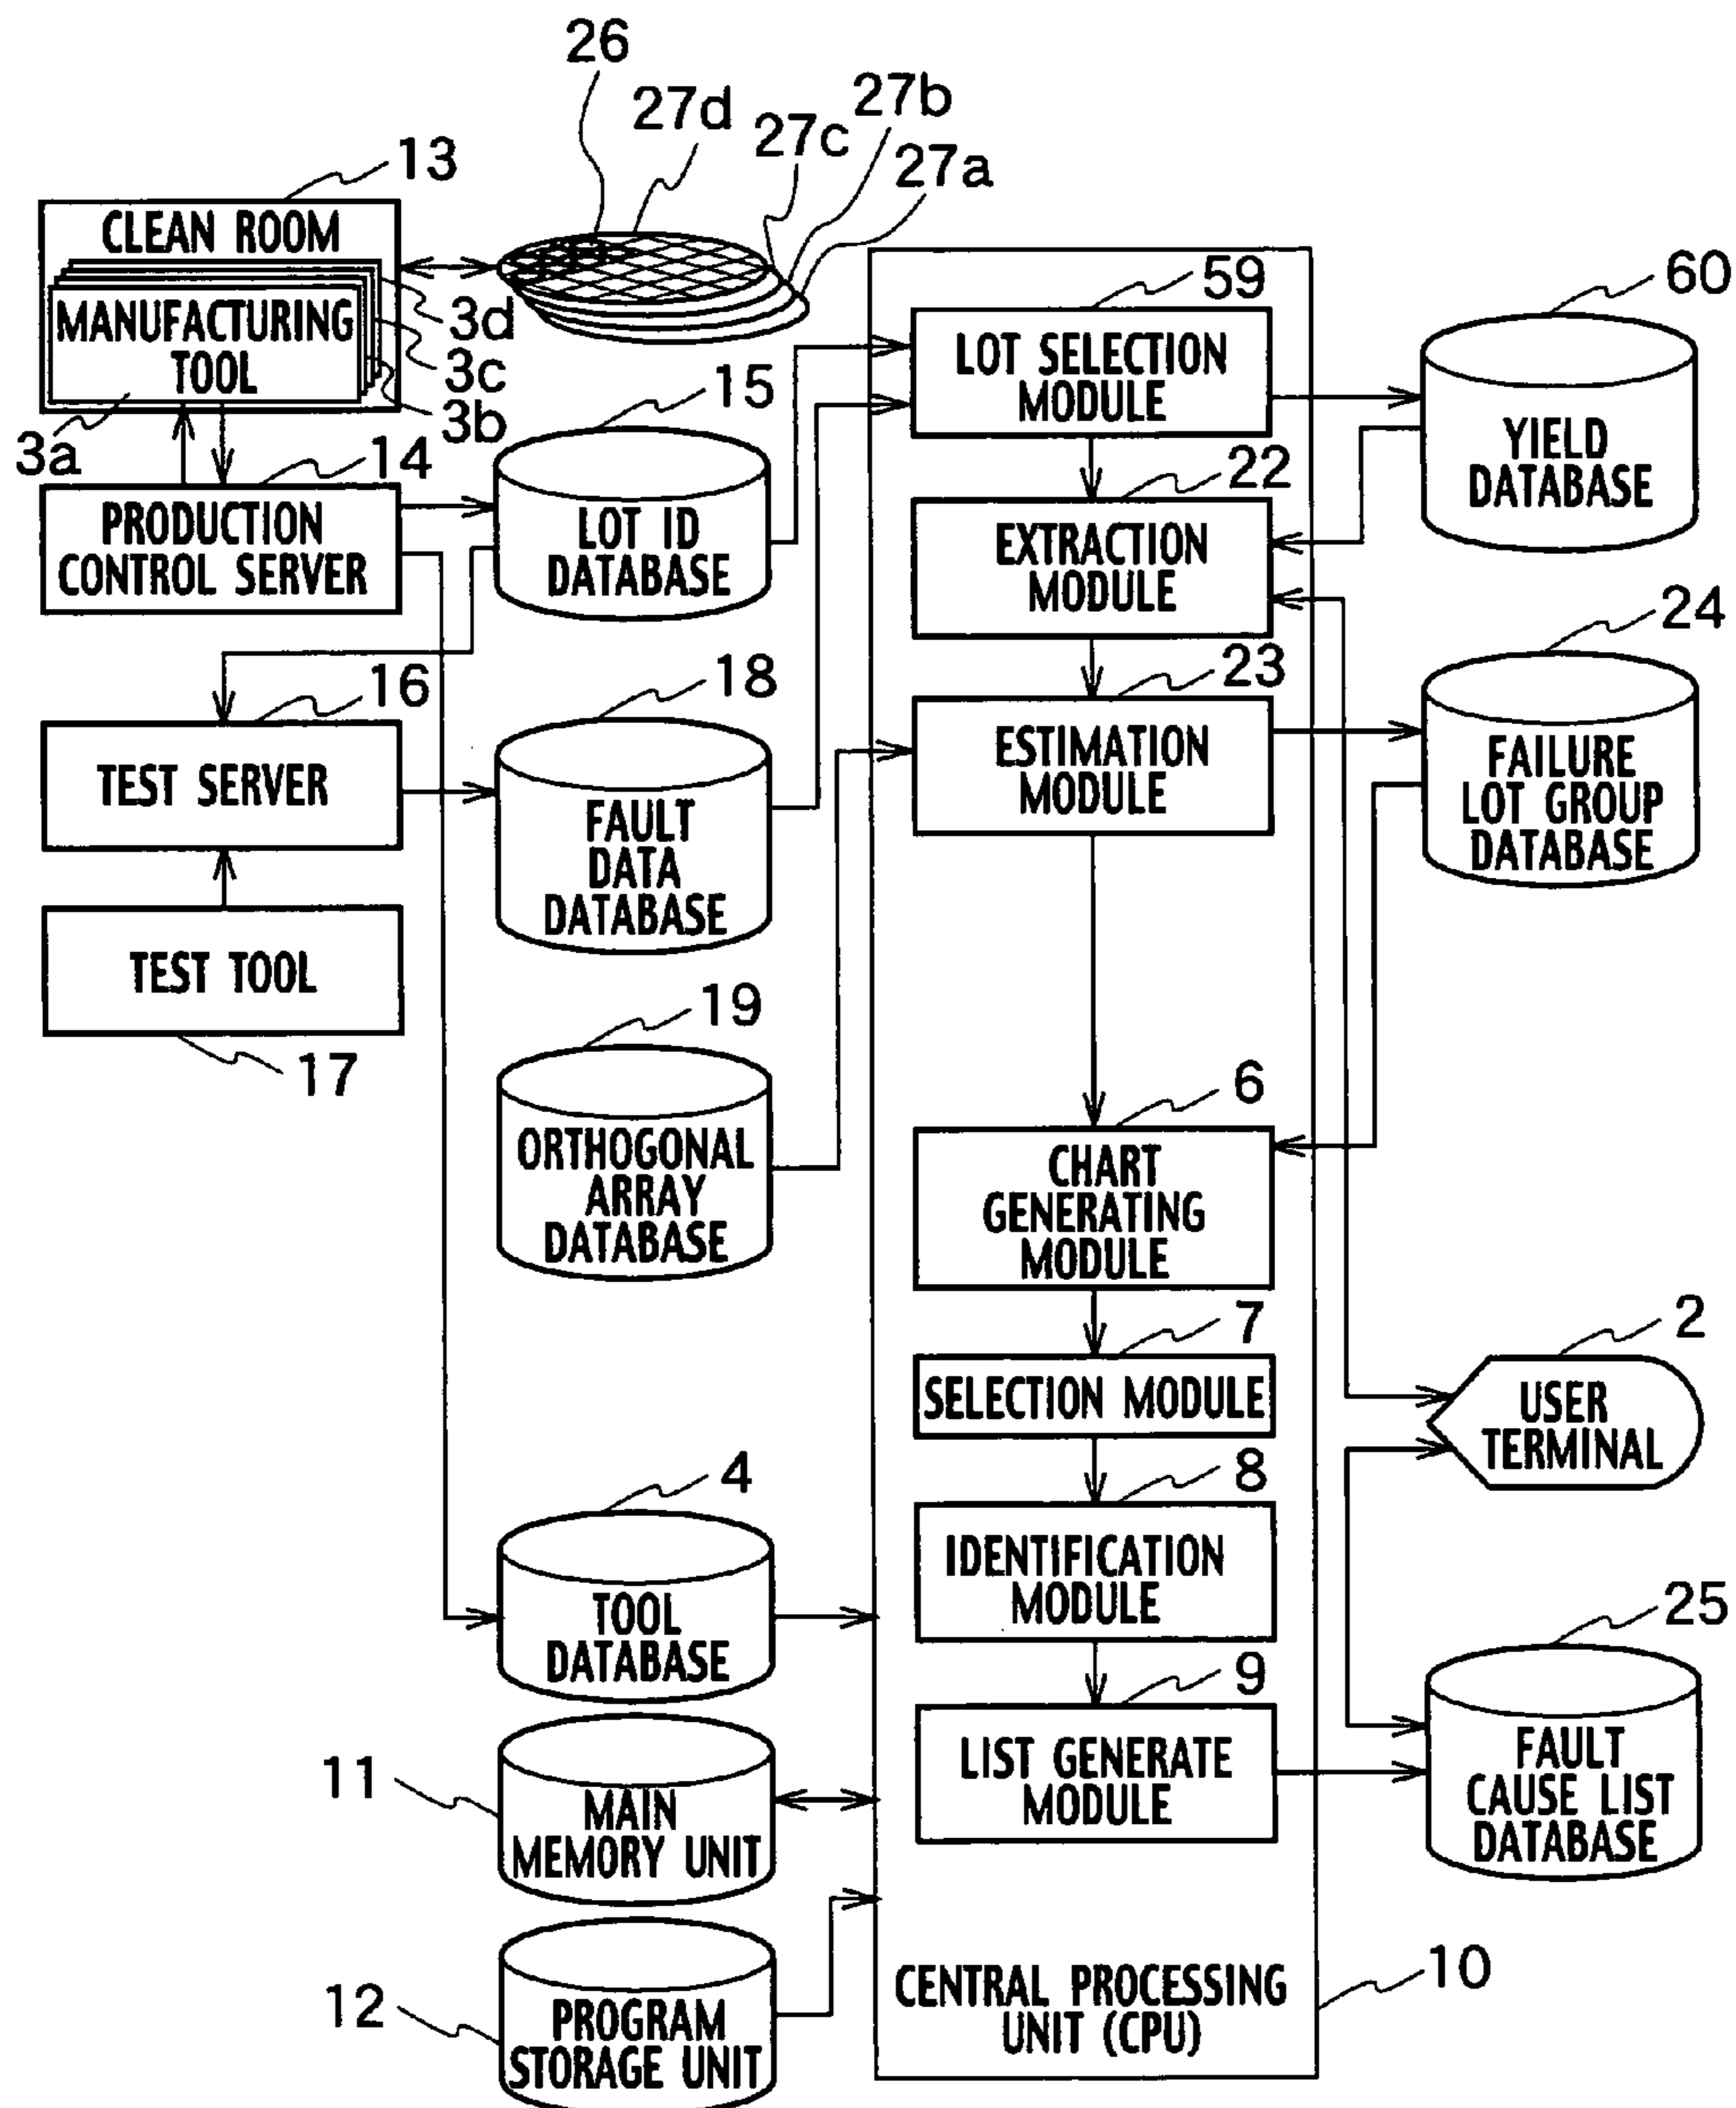 26
27d
27c
27b
27a
13
CLEAN ROOM
MANUFACTURING
TOOL
3d
3c
3b
3a
14
PRODUCTION
CONTROL SERVER
15
LOT ID
DATABASE
16
TEST SERVER
TEST TOOL
17
18
FAULT
DATA
DATABASE
19
ORTHOGONAL
ARRAY
DATABASE
4
TOOL
DATABASE
11
MAIN
MEMORY UNIT
12
PROGRAM
STORAGE UNIT
59
LOT SELECTION
MODULE
22
EXTRACTION
MODULE
23
ESTIMATION
MODULE
6
CHART
GENERATING
MODULE
7
SELECTION MODULE
8
IDENTIFICATION
MODULE
9
LIST GENERATE
MODULE
CENTRAL PROCESSING
UNIT (CPU)
10
60
YIELD
DATABASE
24
FAILURE
LOT GROUP
DATABASE
2
USER
TERMINAL
25
FAULT
CAUSE LIST
DATABASE